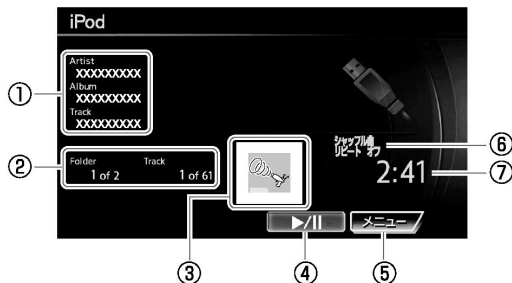 iPod
Artist
XXXXXXXXX
Album
XXXXXXXXX
Track
XXXXXXXXX
①
②
Folder Track
1 of 2 1 of 61
シャッフル曲
リピート オフ
⑥
2:41
⑦
▶/II
メニュー
③
④
⑤